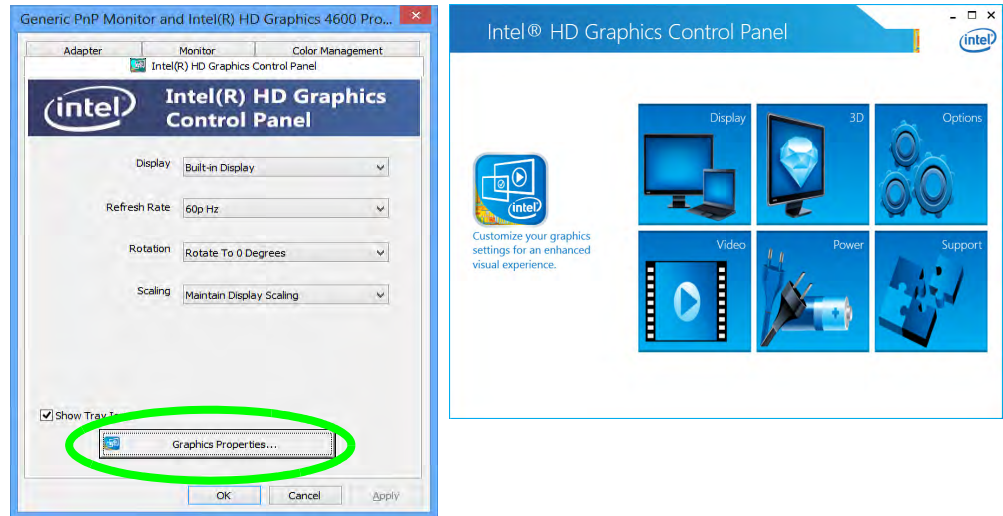 Generic PnP Monitor and Intel(R) HD Graphics 4600 Pro...
Adapter Monitor Color Management
Intel(R) HD Graphics Control Panel
intel Intel(R) HD Graphics
Control Panel
Display Built-in Display
Refresh Rate 60p Hz
Rotation Rotate To 0 Degrees
Scaling Maintain Display Scaling
Show Tray
Graphics Properties...
OK Cancel Apply
Intel® HD Graphics Control Panel
intel
intel
Customize your graphics
settings for an enhanced
visual experience.
Display 3D Options
Video Power Support